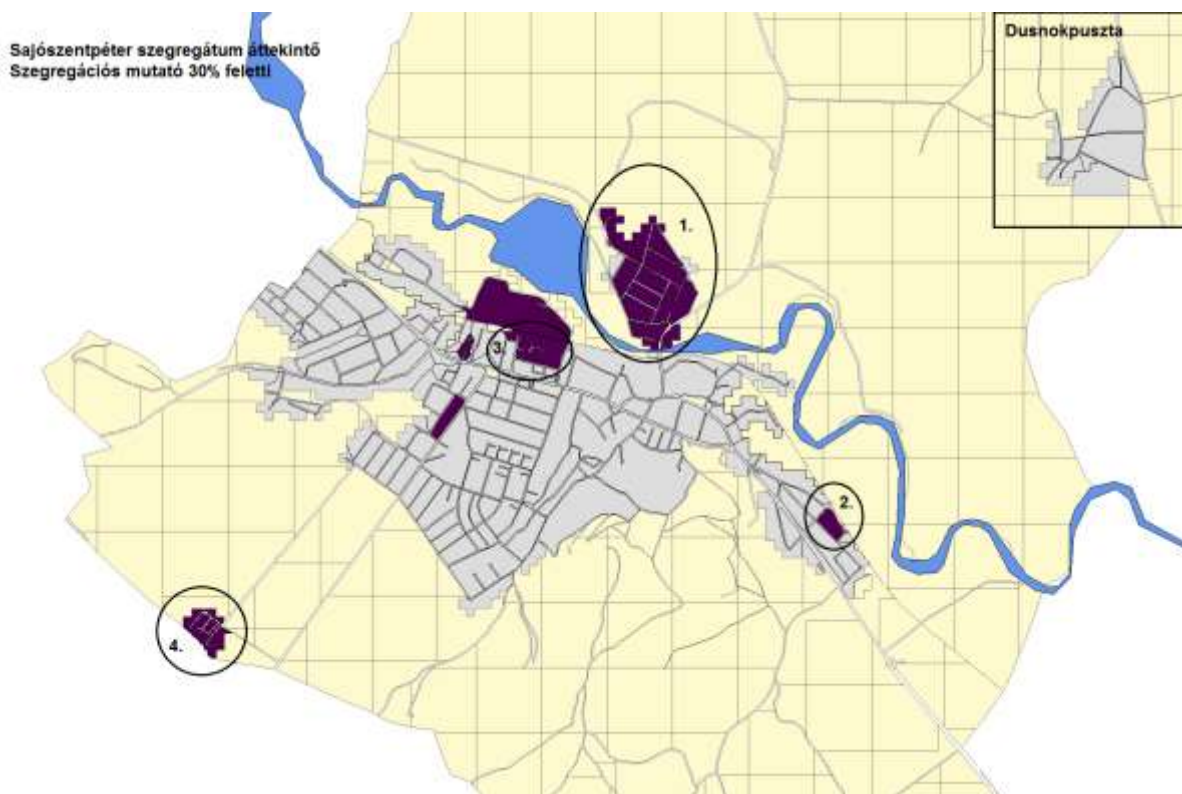 Sajószentpéter szegregátum áttekintő
Szegregációs mutató 30% feletti
Dusnokpuszta
1.
3.
2.
4.